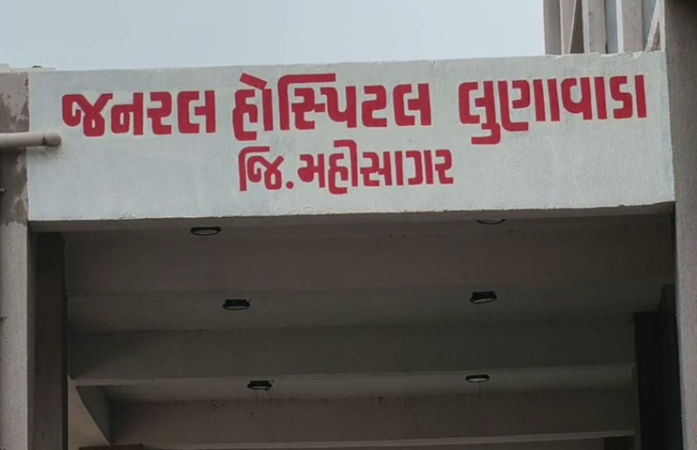 જનરલ હોસ્પિટલ લુણાવાડા
જિ.મહીસાગર